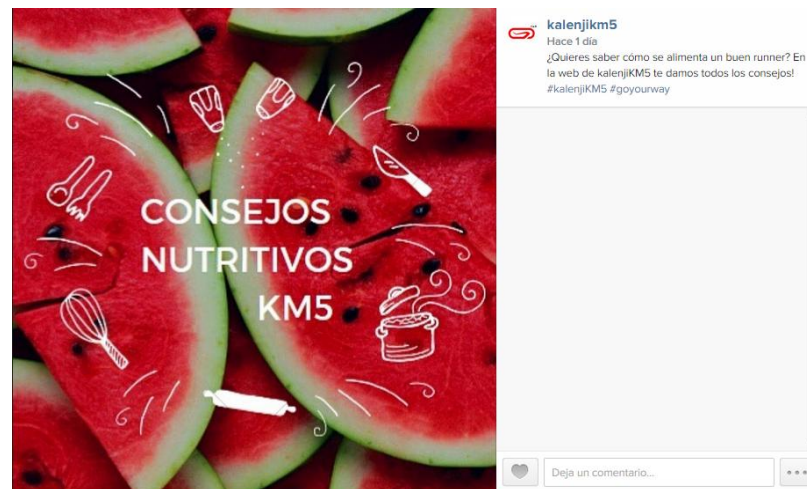 CONSEJOS
NUTRITIVOS
KM5
kalenjikm5
Hace 1 día
¿Quieres saber cómo se alimenta un buen runner? En
la web de kalenjiKM5 te damos todos los consejos!
#kalenjiKM5 #goyourway
Deja un comentario...